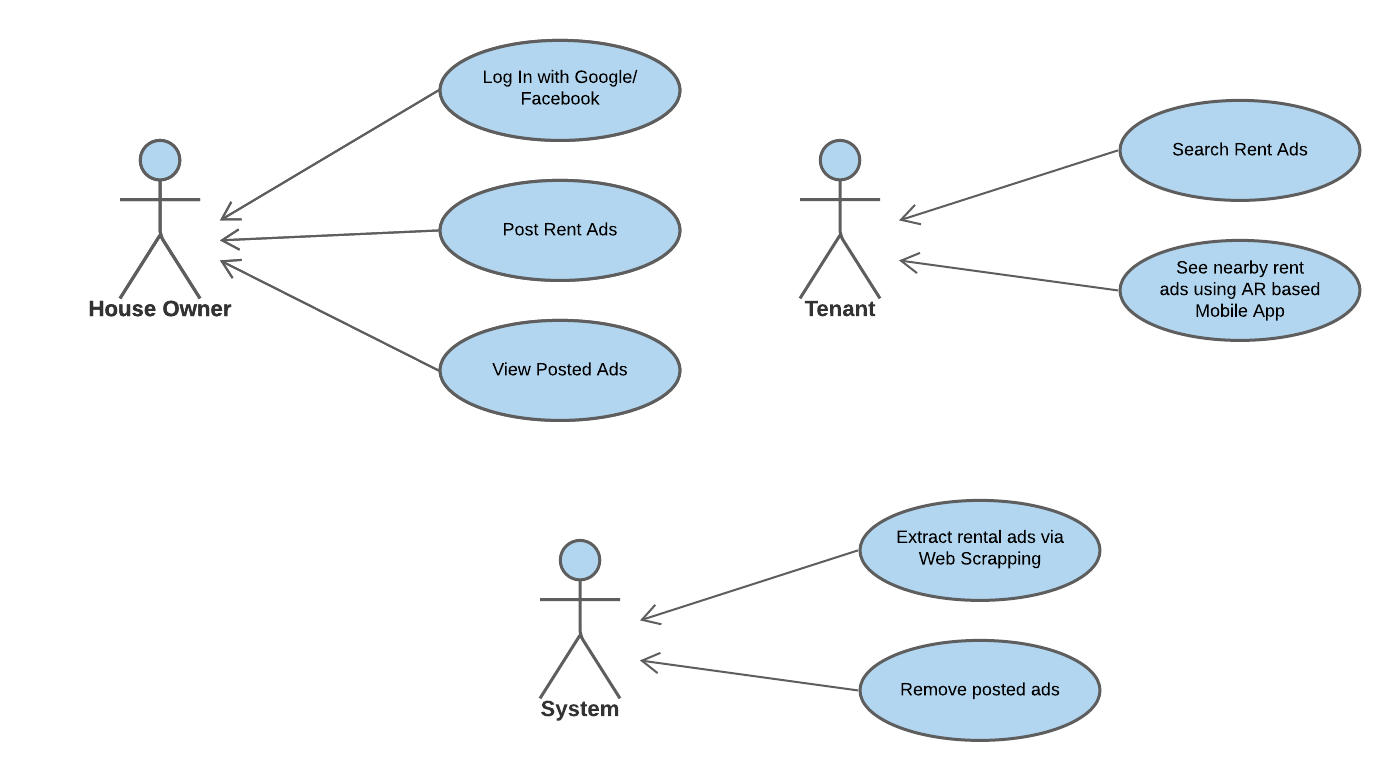 Log In with Google/
Facebook
Post Rent Ads
View Posted Ads
House Owner
Search Rent Ads
See nearby rent
ads using AR based
Mobile App
Tenant
Extract rental ads via
Web Scrapping
Remove posted ads
System